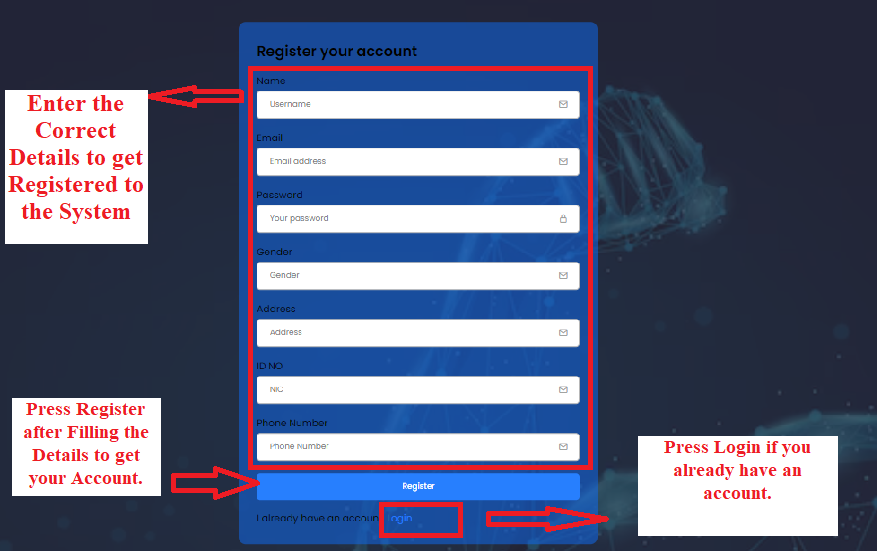 Register your account
Name
Username
Email
Email address
Password
Your password
Gender
Gender
Address
Address
ID NO
NIC
Phone Number
Phone Number
Register
I already have an account Login
Enter the
Correct
Details to get
Registered to
the System
Press Register
after Filling the
Details to get
your Account.
Press Login if you
already have an
account.